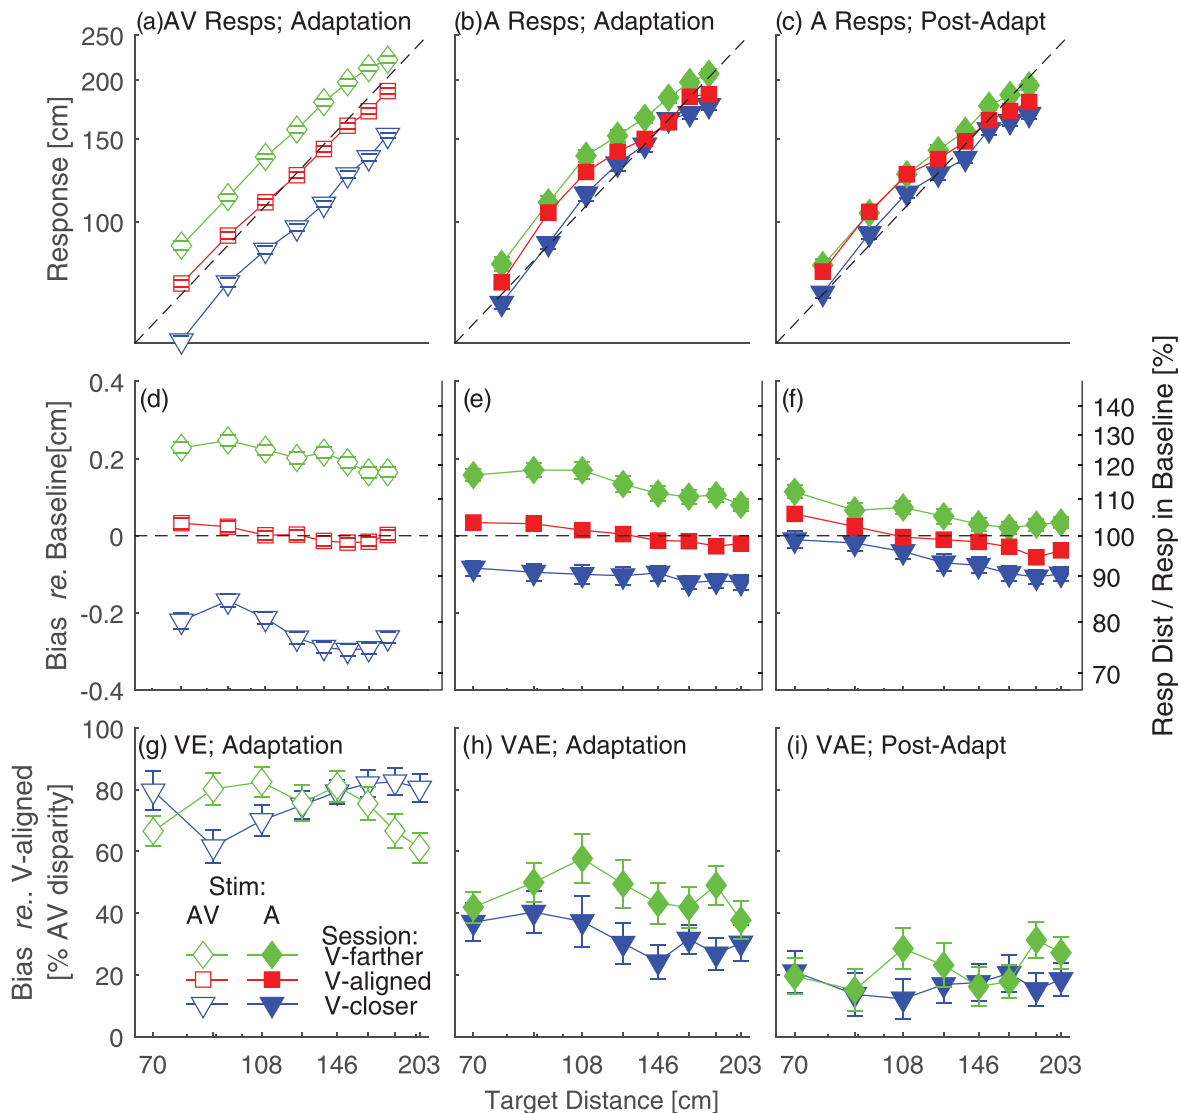 (a)AV Resps; Adaptation
(b)A Resps; Adaptation
(c) A Resps; Post-Adapt
250
200
150
100
Response [cm]
(d)
(e)
(f)
0.4
0.2
0
-0.2
-0.4
Bias re. Baseline[cm]
140
130
120
110
100
90
80
70
Resp Dist / Resp in Baseline [%]
(g) VE; Adaptation
(h) VAE; Adaptation
(i) VAE; Post-Adapt
100
80
60
40
20
0
Bias re.. V-aligned
[% AV disparity]
Stim:
AV A
Session:
V-farther
V-aligned
V-closer
70 108 146 203
70 108 146 203
70 108 146 203
Target Distance [cm]